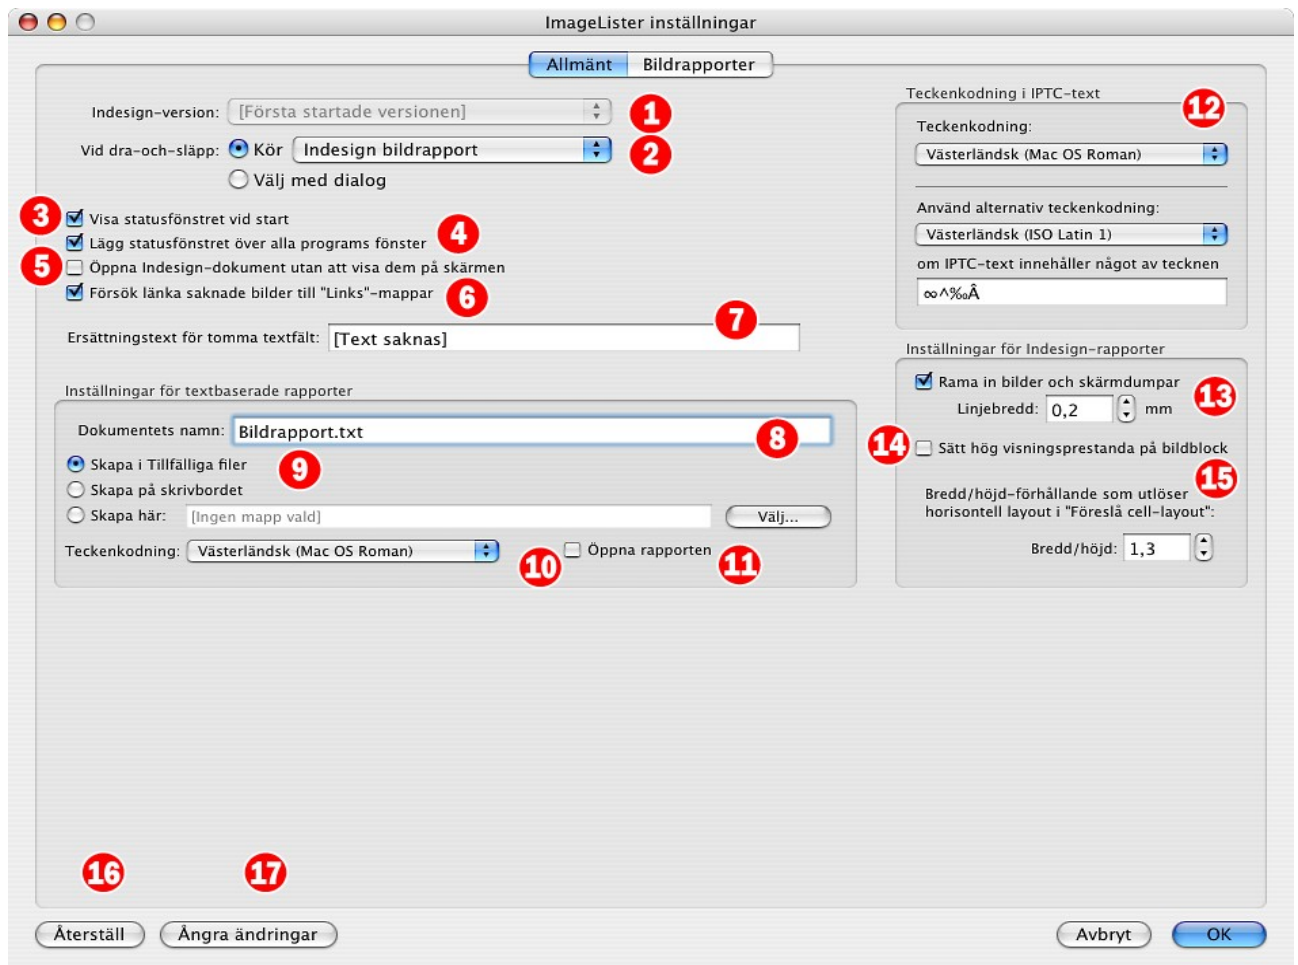 ImageLister inställningar
Allmänt Bildrapporter
Indesign-version: [Första startade versionen] 1
Vid dra-och-släpp: Kör Indesign bildrapport 2
Välj med dialog
3 Visa statusfönstret vid start
Lägg statusfönstret över alla programs fönster 4
5 Öppna Indesign-dokument utan att visa dem på skärmen
Försök länka saknade bilder till "Links"-mappar 6
Ersättningstext för tomma textfält: [Text saknas] 7
Inställningar för textbaserade rapporter
Dokumentets namn: Bildrapport.txt 8
Skapa i Tillfälliga filer 9
Skapa på skrivbordet
Skapa här: [Ingen mapp vald] Välj...
Teckenkodning: Västerländsk (Mac OS Roman) 10 Öppna rapporten 11
Teckenkodning i IPTC-text 12
Teckenkodning:
Västerländsk (Mac OS Roman)
Använd alternativ teckenkodning:
Västerländsk (ISO Latin 1)
om IPTC-text innehåller något av tecknen
∞^‰Â
Inställningar för Indesign-rapporter
Rama in bilder och skärmdumpar 13
Linjebredd: 0,2 mm
14 Sätt hög visningsprestanda på bildblock
15
Bredd/höjd-förhållande som utlöser
horisontell layout i "Föreslå cell-layout":
Bredd/höjd: 1,3
16 17
Återställ Ångra ändringar Avbryt OK